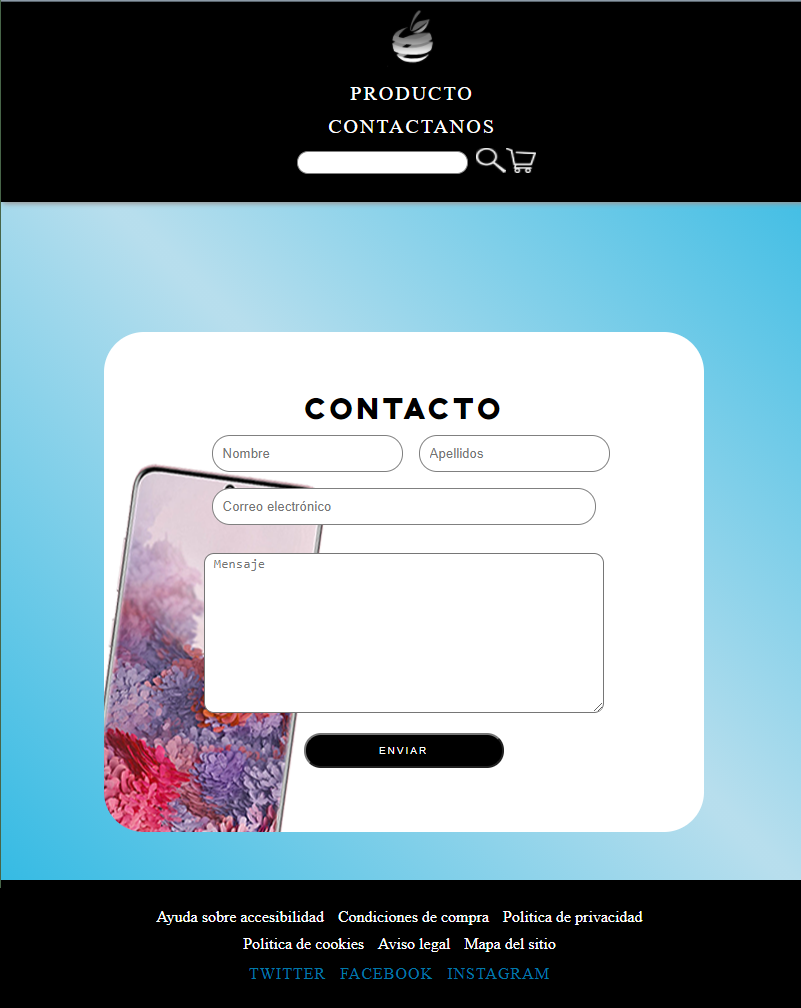 PRODUCTO
CONTACTANOS
CONTACTO
Nombre Apellidos
Correo electrónico
Mensaje
ENVIAR
Ayuda sobre accesibilidad Condiciones de compra Politica de privacidad
Politica de cookies Aviso legal Mapa del sitio
TWITTER FACEBOOK INSTAGRAM